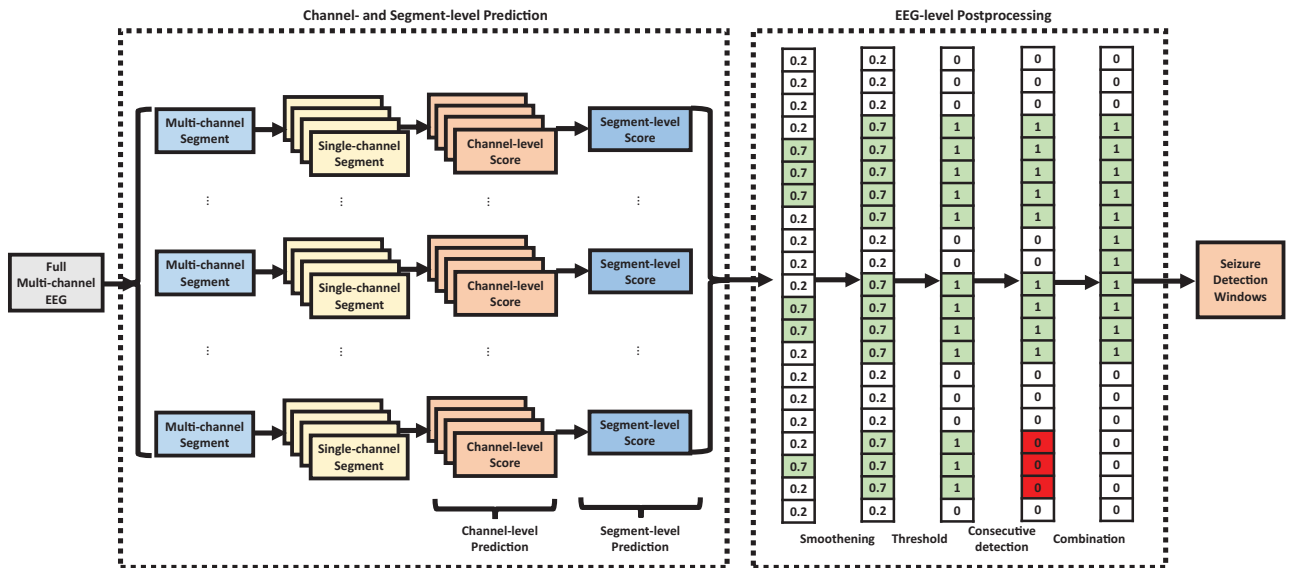 Channel- and Segment-level Prediction
Full
Multi-channel
EEG
Multi-channel
Segment
Single-channel
Segment
Channel-level
Score
Segment-level
Score
...
...
...
...
Multi-channel
Segment
Single-channel
Segment
Channel-level
Score
Segment-level
Score
...
...
...
...
Multi-channel
Segment
Single-channel
Segment
Channel-level
Score
Segment-level
Score
Channel-level
Prediction
Segment-level
Prediction
EEG-level Postprocessing
0.2 0.2 0 0 0
0.2 0.2 0 0 0
0.2 0.2 0 0 0
0.2 0.7 1 1 1
0.7 0.7 1 1 1
0.7 0.7 1 1 1
0.7 0.7 1 1 1
0.2 0.7 1 1 1
0.2 0.2 0 0 1
0.2 0.2 0 0 1
0.2 0.7 1 1 1
0.7 0.7 1 1 1
0.7 0.7 1 1 1
0.2 0.7 1 1 1
0.2 0.2 0 0 0
0.2 0.2 0 0 0
0.2 0.2 0 0 0
0.2 0.7 1 0 0
0.7 0.7 1 0 0
0.2 0.7 1 0 0
0.2 0.2 0 0 0
Smoothening
Threshold
Consecutive
detection
Combination
Seizure
Detection
Windows